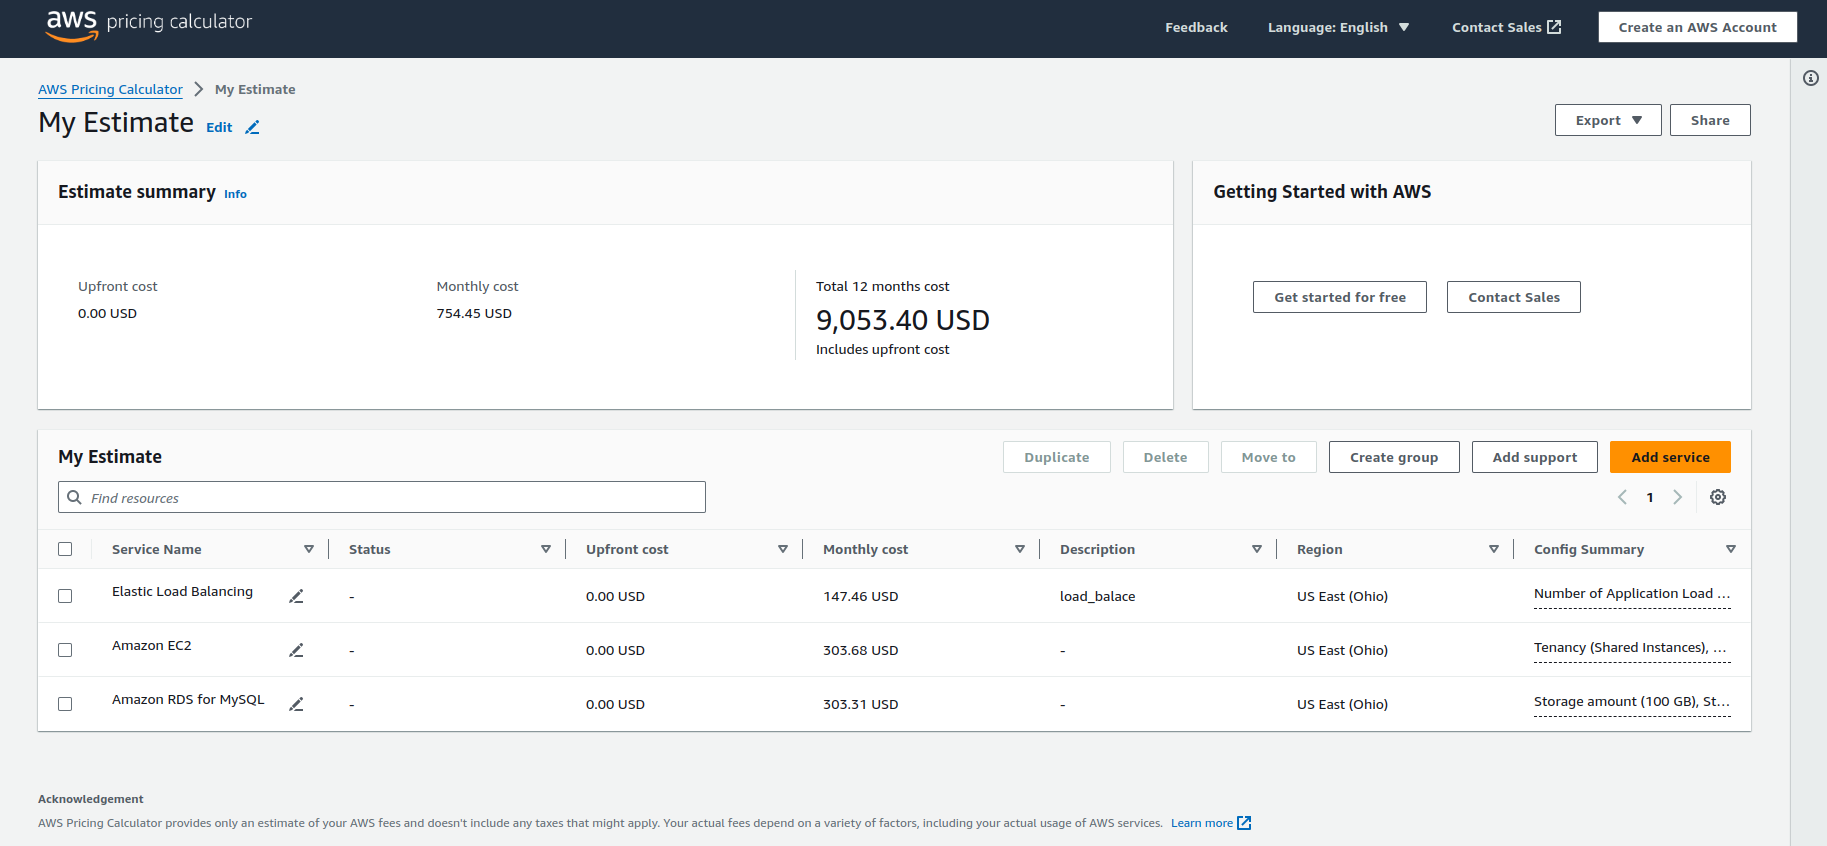 aws pricing calculator
Feedback
Language: English
Contact Sales
Create an AWS Account
AWS Pricing Calculator
My Estimate
My Estimate
Edit
Export
Share
Estimate summary
Info
Upfront cost
0.00 USD
Monthly cost
754.45 USD
Total 12 months cost
9,053.40 USD
Includes upfront cost
Getting Started with AWS
Get started for free
Contact Sales
My Estimate
Duplicate
Delete
Move to
Create group
Add support
Add service
Find resources
1
Service Name
Status
Upfront cost
Monthly cost
Description
Region
Config Summary
Elastic Load Balancing
-
0.00 USD
147.46 USD
load_balace
US East (Ohio)
Number of Application Load ...
Amazon EC2
-
0.00 USD
303.68 USD
-
US East (Ohio)
Tenancy (Shared Instances), ...
Amazon RDS for MySQL
-
0.00 USD
303.31 USD
-
US East (Ohio)
Storage amount (100 GB), St...
Acknowledgement
AWS Pricing Calculator provides only an estimate of your AWS fees and doesn't include any taxes that might apply. Your actual fees depend on a variety of factors, including your actual usage of AWS services. Learn more